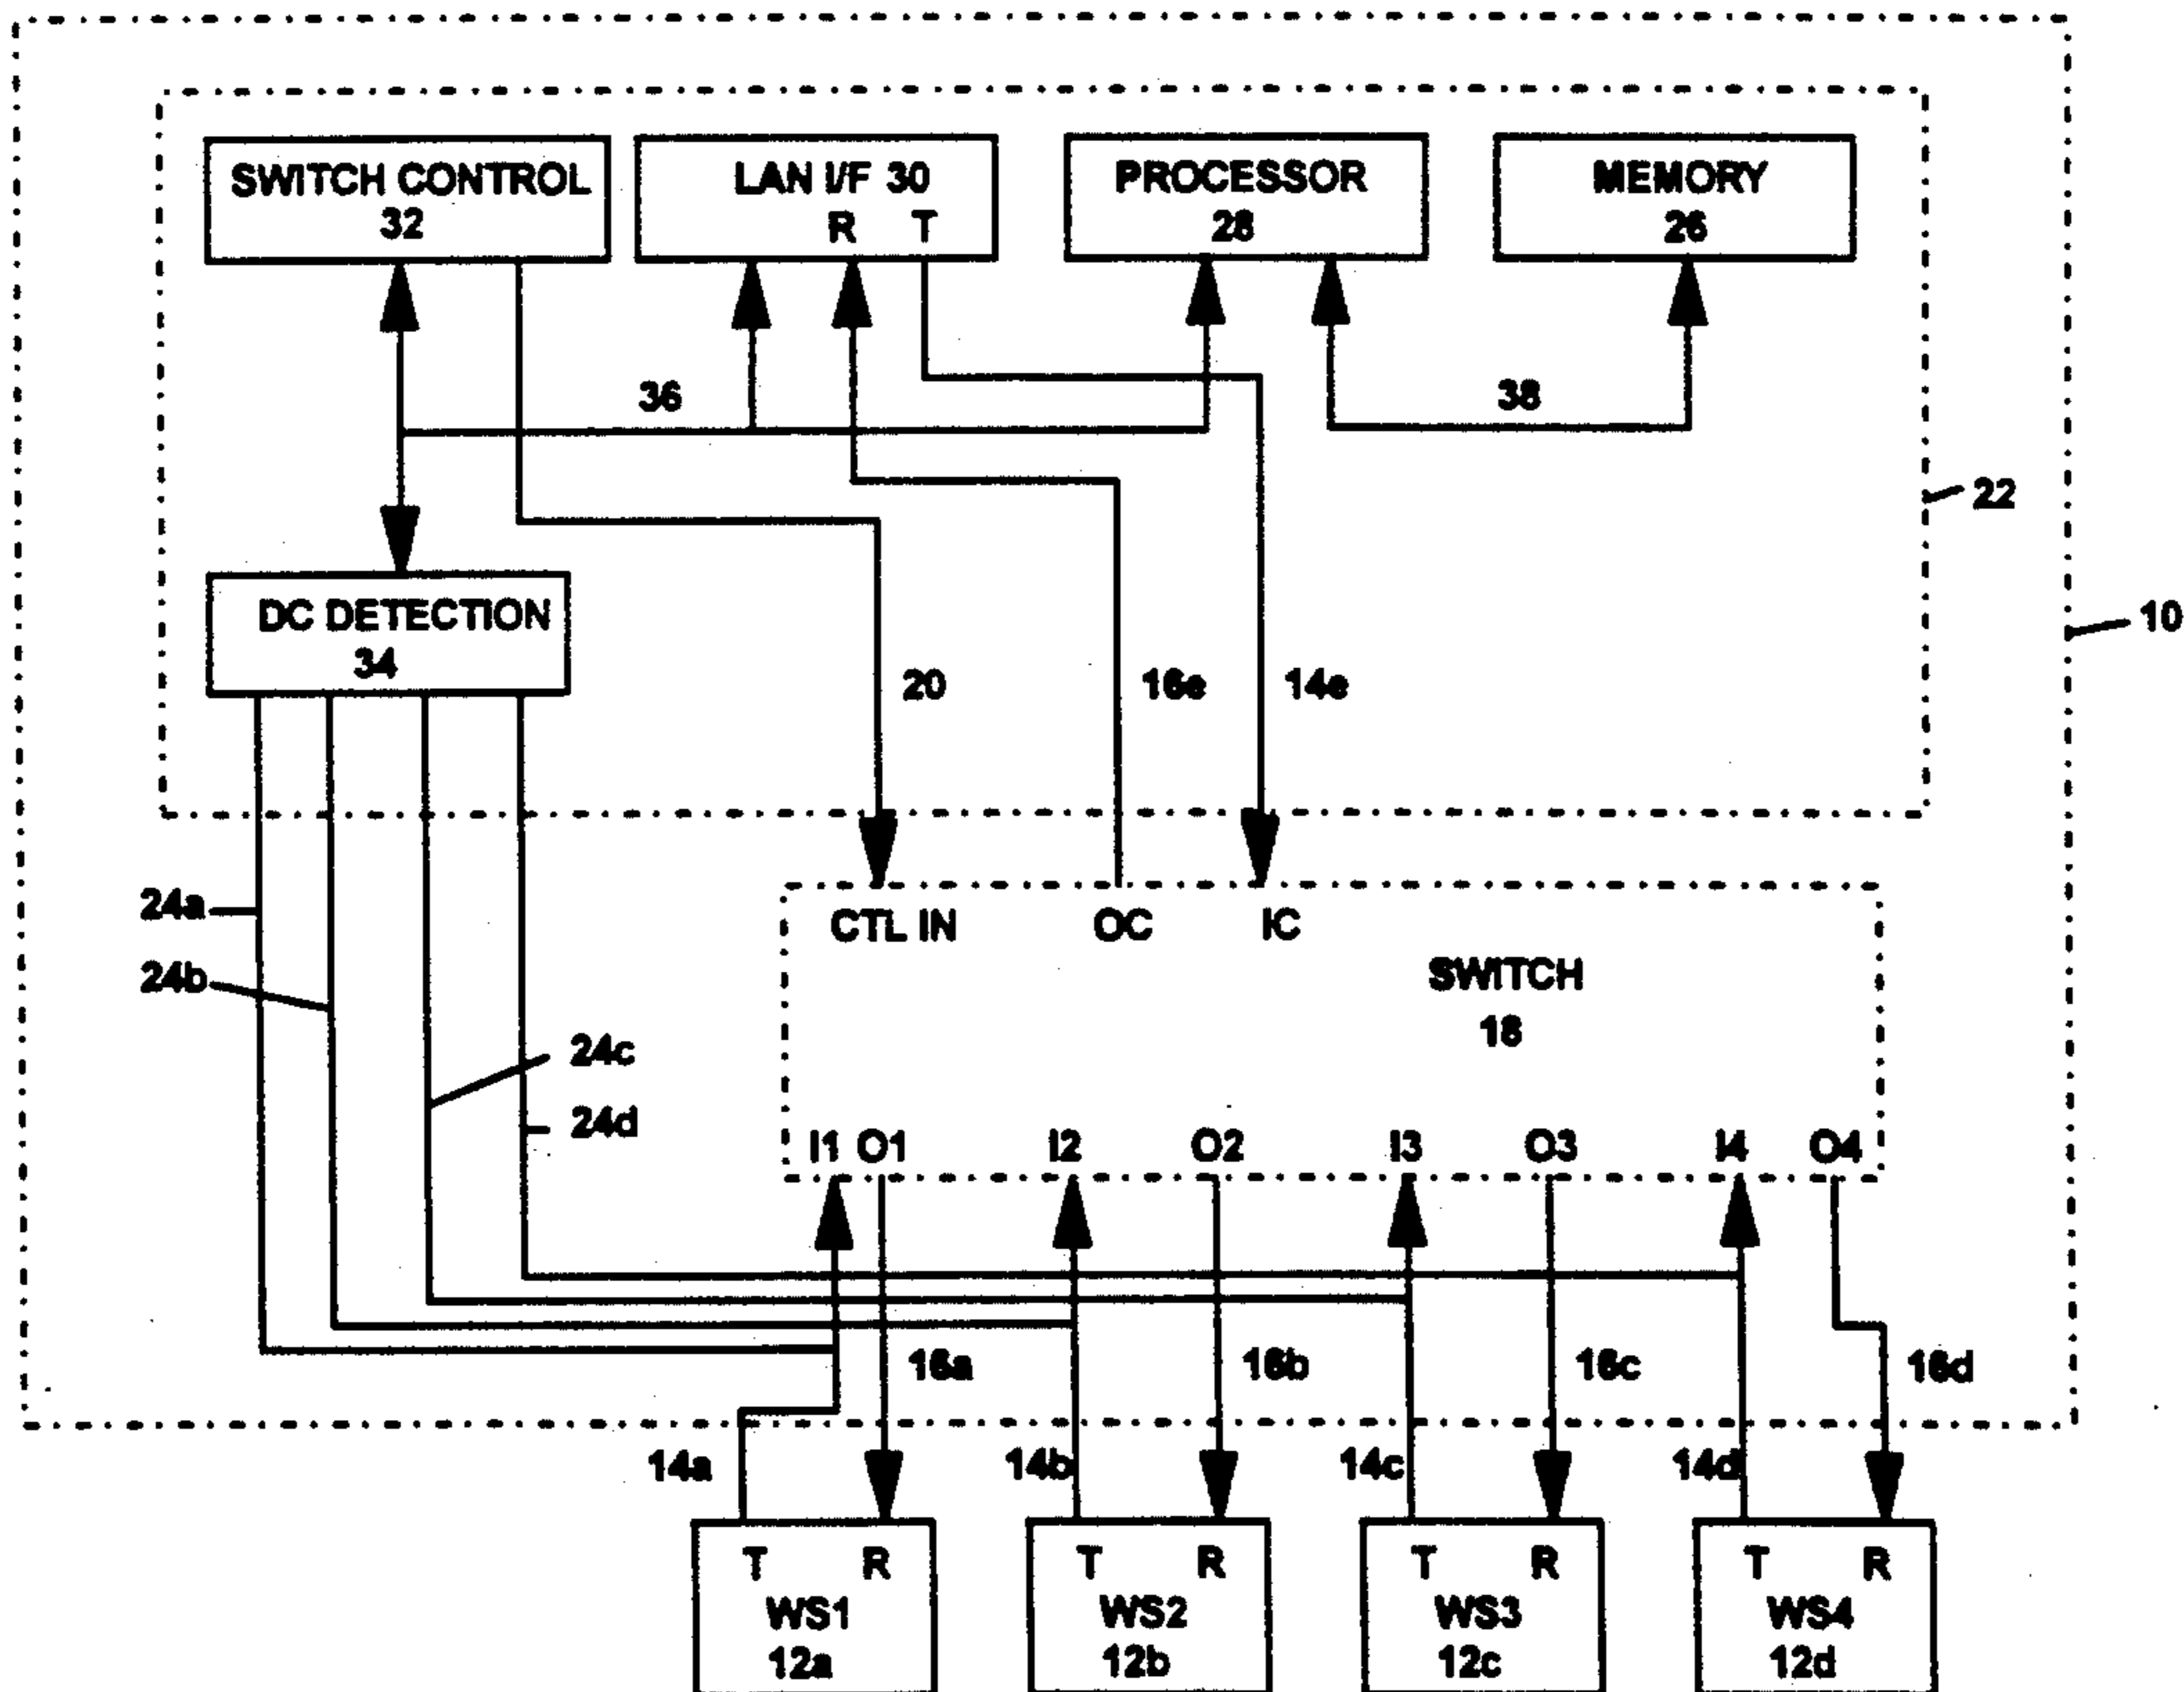 SWITCH CONTROL
32
LAN I/F 30
R T
PROCESSOR
28
MEMORY
26
36
38
22
DC DETECTION
34
10
20
16e
14e
24a
CTL IN
OC
IC
24b
SWITCH
18
24c
24d
I1
O1
I2
O2
I3
O3
I4
O4
16a
16b
16c
16d
14a
14b
14c
14d
T R
WS1
12a
T R
WS2
12b
T R
WS3
12c
T R
WS4
12d